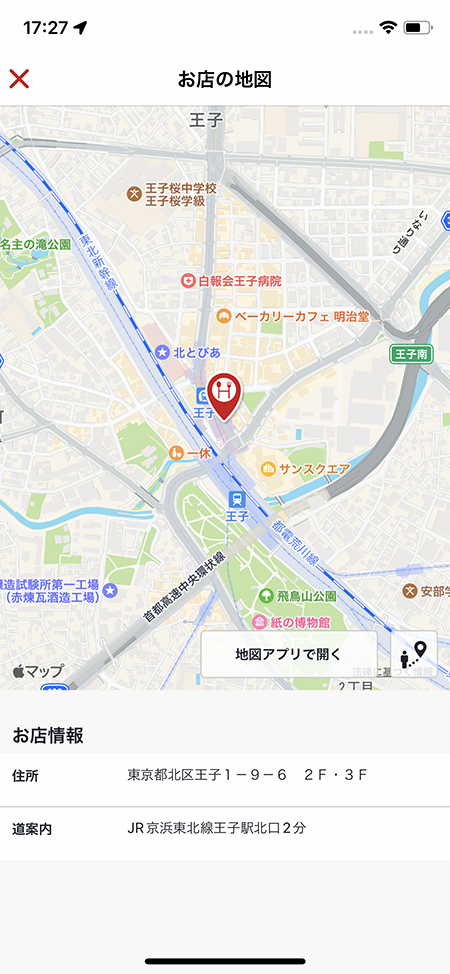 17:27
お店の地図
王子
王子桜中学校
王子桜学級
いなり通り
名主の滝公園
東北新幹線
白報会王子病院
ベーカリーカフェ 明治堂
王子南
北とぴあ
王子
一休
サンスクエア
王子
都電荒川線
醸造試験所第一工場
(赤煉瓦酒造工場)
首都高速中央環状線
飛鳥山公園
紙の博物館
地図アプリで開く
マップ
法律に基づく情報
2丁目
お店情報
住所
東京都北区王子1-9-6 2F・3F
道案内
JR京浜東北線王子駅北口2分